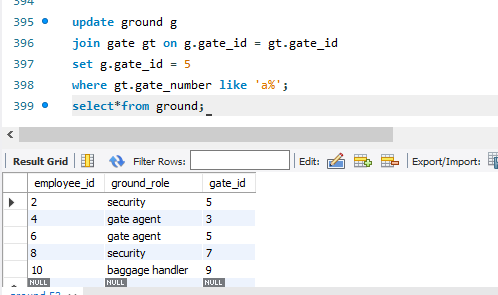 394
395 update ground g
396 join gate gt on g.gate_id = gt.gate_id
397 set g.gate_id = 5
398 where gt.gate_number like 'a%';
399 select*from ground;
Result Grid Filter Rows: Edit: Export/Import:
employee_id ground_role gate_id
2 security 5
4 gate agent 3
6 gate agent 5
8 security 7
10 baggage handler 9
NULL NULL NULL